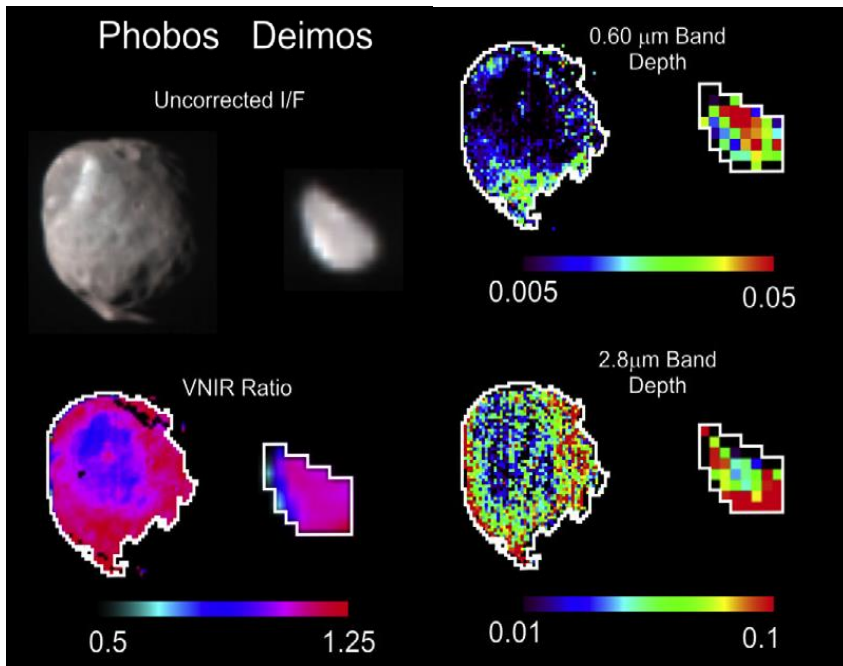 Phobos Deimos
Uncorrected I/F
0.60 μm Band
Depth
0.005
0.05
VNIR Ratio
0.5
1.25
2.8μm Band
Depth
0.01
0.1